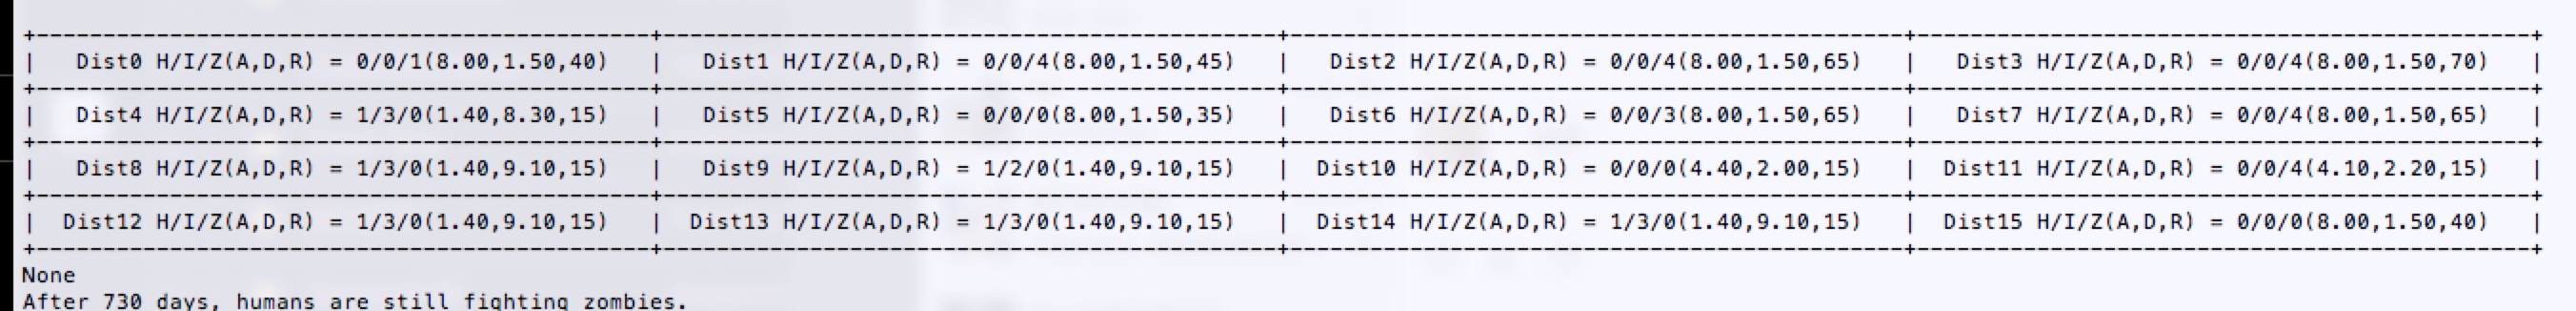 +----------------------------------------------+----------------------------------------------+----------------------------------------------+----------------------------------------------+
|   Dist0 H/I/Z(A,D,R) = 0/0/1(8.00,1.50,40)   |   Dist1 H/I/Z(A,D,R) = 0/0/4(8.00,1.50,45)   |   Dist2 H/I/Z(A,D,R) = 0/0/4(8.00,1.50,65)   |   Dist3 H/I/Z(A,D,R) = 0/0/4(8.00,1.50,70)   |
+----------------------------------------------+----------------------------------------------+----------------------------------------------+----------------------------------------------+
|   Dist4 H/I/Z(A,D,R) = 1/3/0(1.40,8.30,15)   |   Dist5 H/I/Z(A,D,R) = 0/0/0(8.00,1.50,35)   |   Dist6 H/I/Z(A,D,R) = 0/0/3(8.00,1.50,65)   |   Dist7 H/I/Z(A,D,R) = 0/0/4(8.00,1.50,65)   |
+----------------------------------------------+----------------------------------------------+----------------------------------------------+----------------------------------------------+
|   Dist8 H/I/Z(A,D,R) = 1/3/0(1.40,9.10,15)   |   Dist9 H/I/Z(A,D,R) = 1/2/0(1.40,9.10,15)   |  Dist10 H/I/Z(A,D,R) = 0/0/0(4.40,2.00,15)   |  Dist11 H/I/Z(A,D,R) = 0/0/4(4.10,2.20,15)   |
+----------------------------------------------+----------------------------------------------+----------------------------------------------+----------------------------------------------+
|  Dist12 H/I/Z(A,D,R) = 1/3/0(1.40,9.10,15)   |  Dist13 H/I/Z(A,D,R) = 1/3/0(1.40,9.10,15)   |  Dist14 H/I/Z(A,D,R) = 1/3/0(1.40,9.10,15)   |  Dist15 H/I/Z(A,D,R) = 0/0/0(8.00,1.50,40)   |
+----------------------------------------------+----------------------------------------------+----------------------------------------------+----------------------------------------------+
None
After 730 days, humans are still fighting zombies.